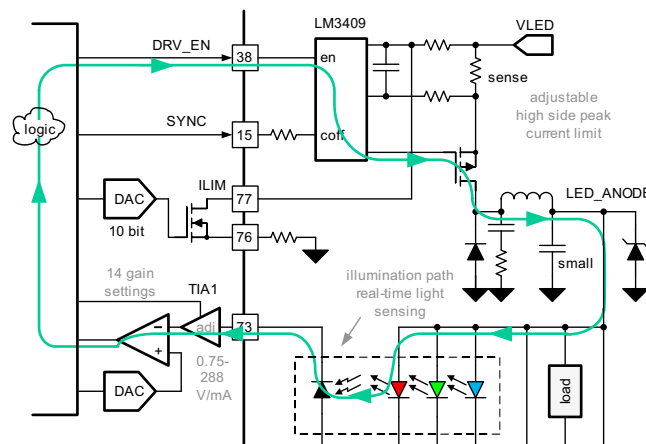 LM3409
VLED
DRV_EN
38
en
sense
adjustable
high side peak
current limit
logic
SYNC
15
coff
DAC
10 bit
ILIM
77
76
LED_ANODE
small
14 gain
settings
TIA1
illumination path
real-time light
sensing
adj
73
−
+
0.75-
288
V/mA
DAC
load